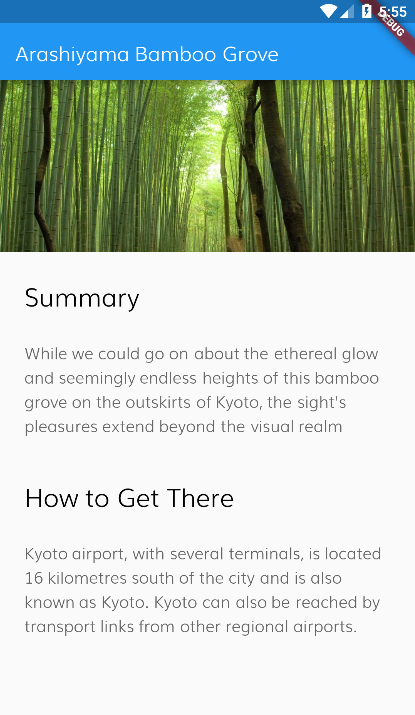 5:55
DEBUG
Arashiyama Bamboo Grove
Summary
While we could go on about the ethereal glow
and seemingly endless heights of this bamboo
grove on the outskirts of Kyoto, the sight's
pleasures extend beyond the visual realm
How to Get There
Kyoto airport, with several terminals, is located
16 kilometres south of the city and is also
known as Kyoto. Kyoto can also be reached by
transport links from other regional airports.